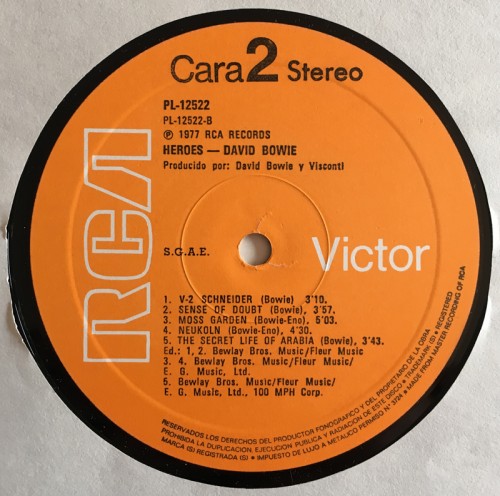 Cara 2 Stereo
PL-12522
PL-12522-B
Ⓟ 1977 RCA RECORDS
HEROES — DAVID BOWIE
Producido por: David Bowie y Visconti
RCA
S.G.A.E.
Victor
1. V-2 SCHNEIDER (Bowie) 3'10.
2. SENSE OF DOUBT (Bowie), 3'57.
3. MOSS GARDEN (Bowie-Eno), 5'03.
4. NEUKOLN (Bowie-Eno), 4'30.
5. THE SECRET LIFE OF ARABIA (Bowie), 3'43.
Ed.: 1, 2. Bewlay Bros. Music/Fleur Music
3. 4. Bewlay Bros. Music/Fleur Music/
E. G. Music, Ltd.
5. Bewlay Bros. Music/Fleur Music/
E. G. Music, Ltd., 100 MPH Corp.
RESERVADOS LOS DERECHOS DEL PRODUCTOR FONOGRAFICO Y DEL PROPIETARIO DE LA OBRA
PROHIBIDA LA DUPLICACION, EJECUCION PUBLICA Y RADIACION DE ESTE DISCO • TRADEMARK (S) ® REGISTERED
MARCA (S) REGISTRADA (S) • IMPUESTO DE LUJO A METALICO PERMISO N.° 3724 • MADE FROM MASTER RECORDING OF RCA